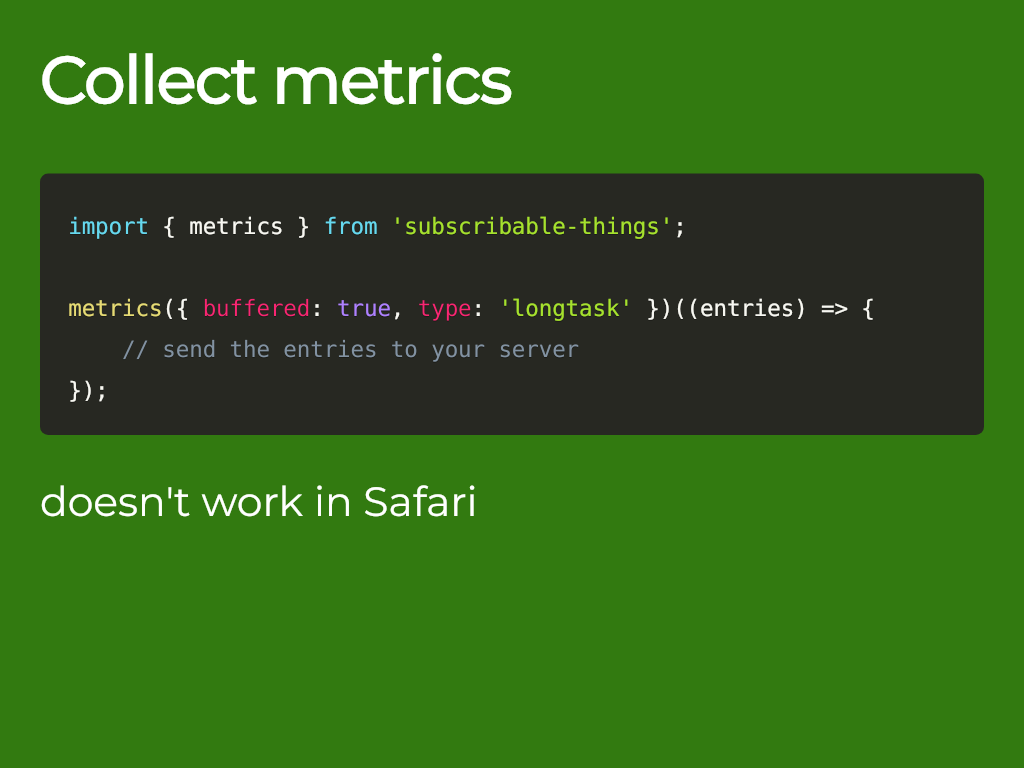 Collect metrics
import { metrics } from 'subscribable-things';
metrics({ buffered: true, type: 'longtask' })((entries) => {
    // send the entries to your server
});
doesn't work in Safari